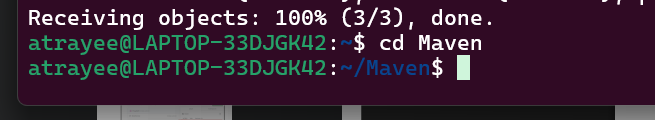 Receiving objects: 100% (3/3), done.
atrayee@LAPTOP-33DJGK42:~$ cd Maven
atrayee@LAPTOP-33DJGK42:~/Maven$